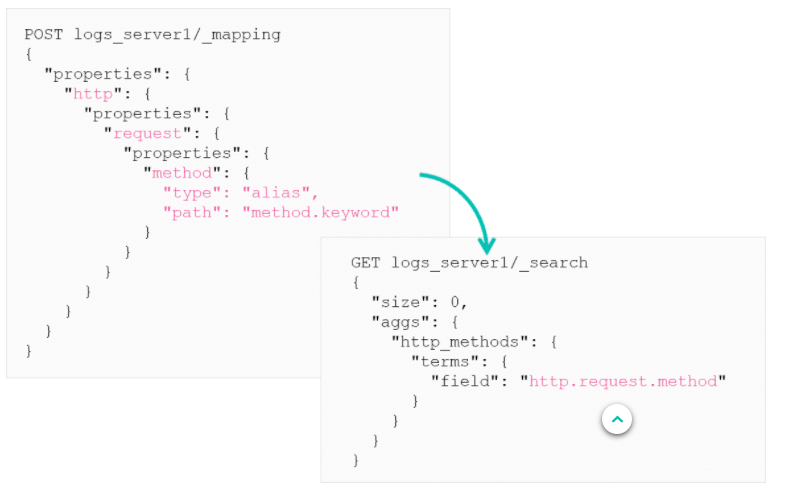 POST logs_server1/_mapping
{
  "properties": {
    "http": {
      "properties": {
        "request": {
          "properties": {
            "method": {
              "type": "alias",
              "path": "method.keyword"
            }
          }
        }
      }
    }
  }
}
GET logs_server1/_search
{
  "size": 0,
  "aggs": {
    "http_methods": {
      "terms": {
        "field": "http.request.method"
      }
    }
  }
}